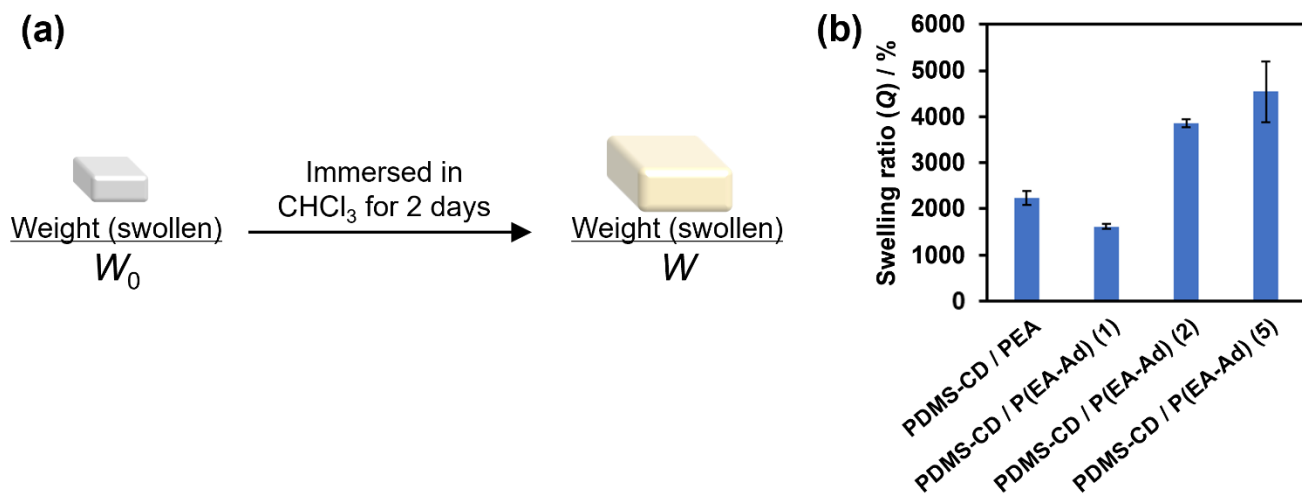 (a)
Weight (swollen)
W₀
Immersed in
CHCl₃ for 2 days
Weight (swollen)
W
(b)
Swelling ratio (Q) / %
6000
5000
4000
3000
2000
1000
0
PDMS-CD / PEA
PDMS-CD / P(EA-Ad) (1)
PDMS-CD / P(EA-Ad) (2)
PDMS-CD / P(EA-Ad) (5)